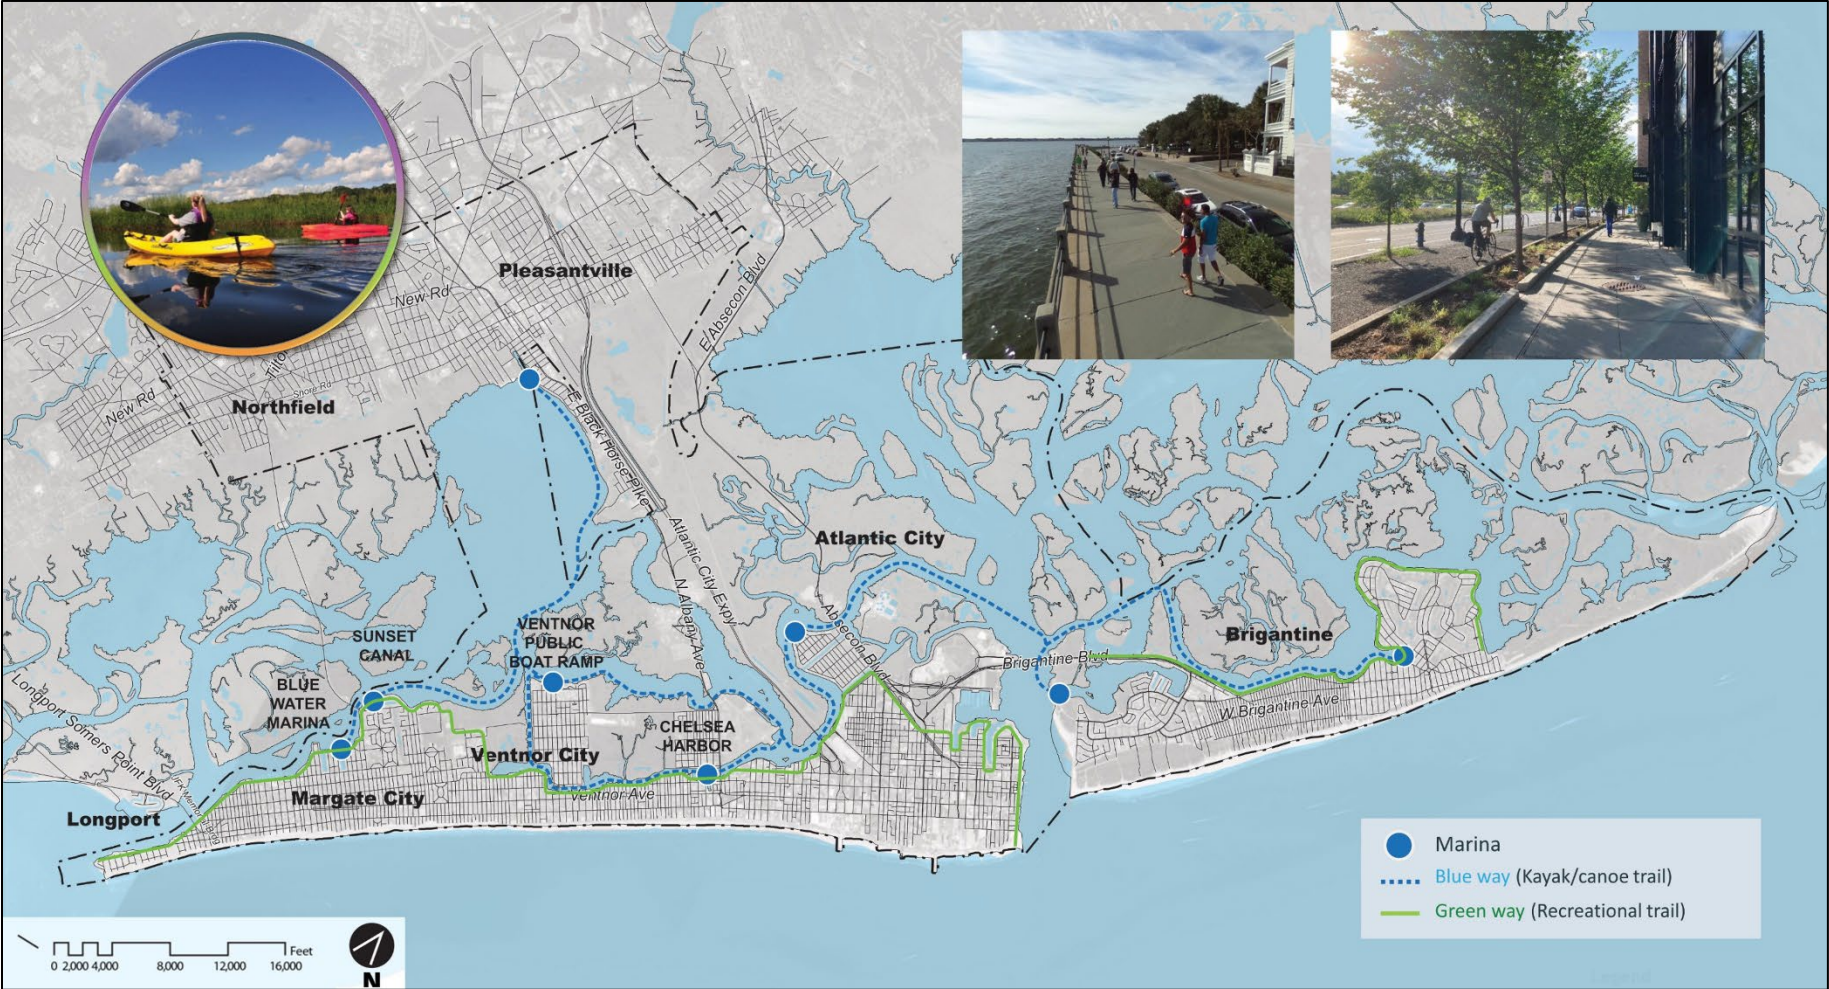 Pleasantville
New Rd
E Absecon Blvd
Shore Rd
New Rd
Northfield
E Black Horse Pike
Atlantic City Expy
N Albany Ave
Atlantic City
SUNSET
CANAL
VENTNOR
PUBLIC
BOAT RAMP
Absecon Blvd
Brigantine
Brigantine Blvd
BLUE
WATER
MARINA
Longport Somers Point Blvd
CHELSEA
HARBOR
W Brigantine Ave
Ventnor City
Ventnor Ave
Margate City
Longport
Marina
Blue way (Kayak/canoe trail)
Green way (Recreational trail)
Feet
0 2,000 4,000 8,000 12,000 16,000
N